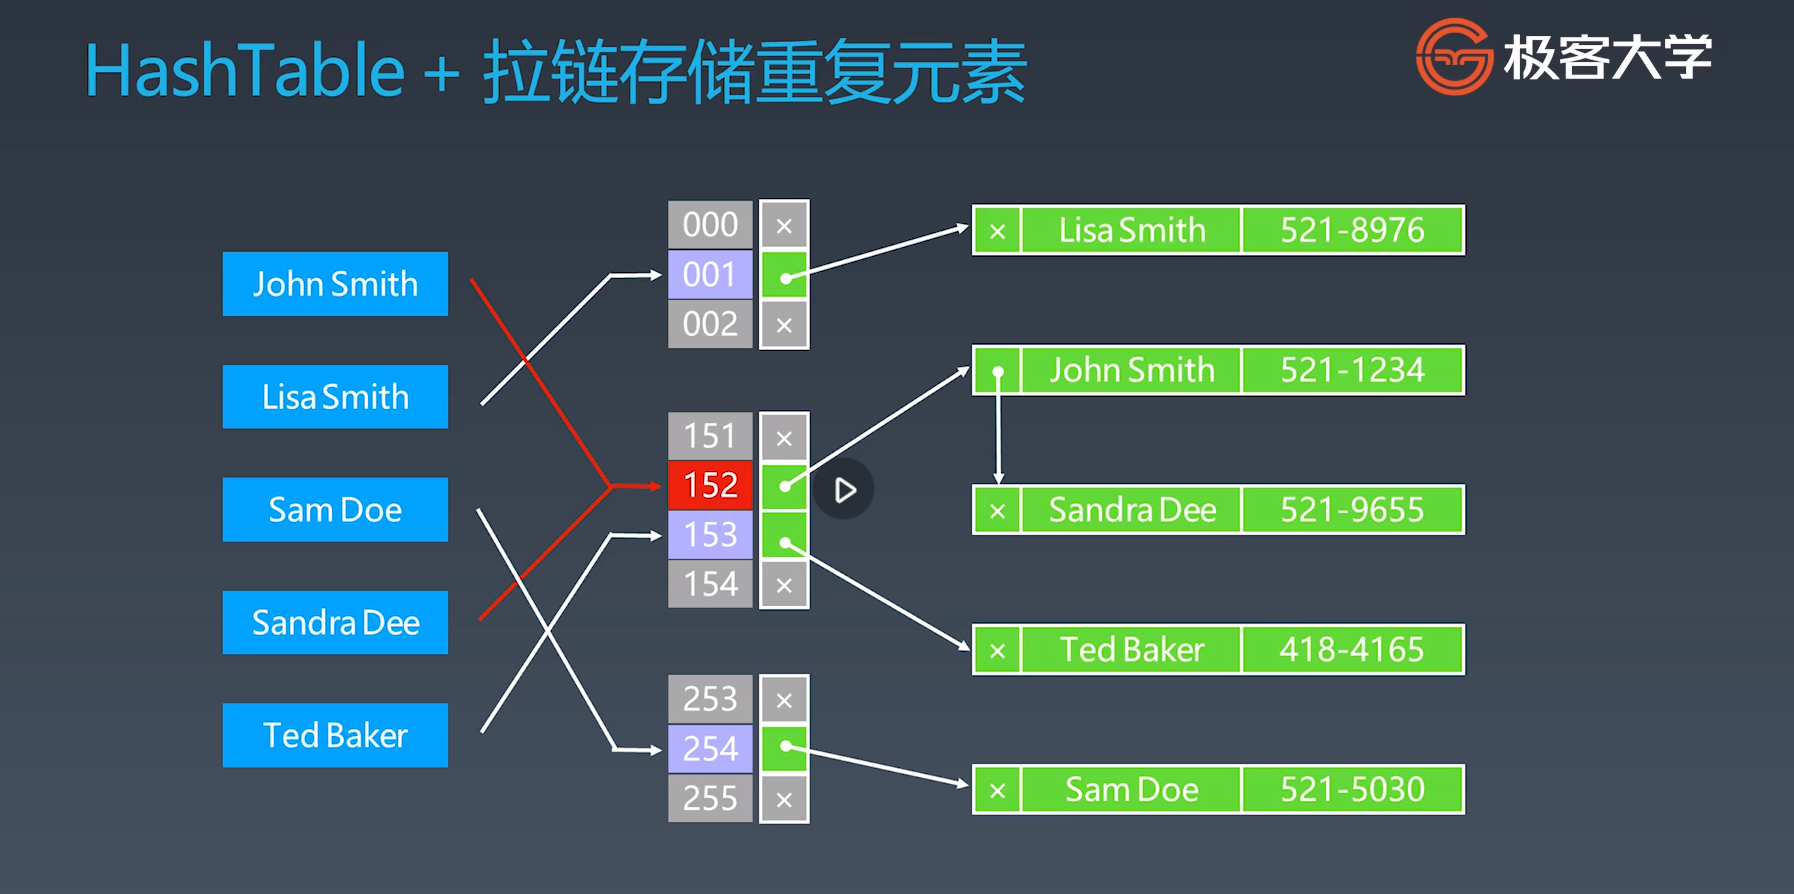 HashTable + 拉链存储重复元素
极客大学
John Smith
Lisa Smith
Sam Doe
Sandra Dee
Ted Baker
000 ×
001
002 ×
151 ×
152
153
154 ×
253 ×
254
255 ×
× Lisa Smith 521-8976
John Smith 521-1234
× Sandra Dee 521-9655
× Ted Baker 418-4165
× Sam Doe 521-5030